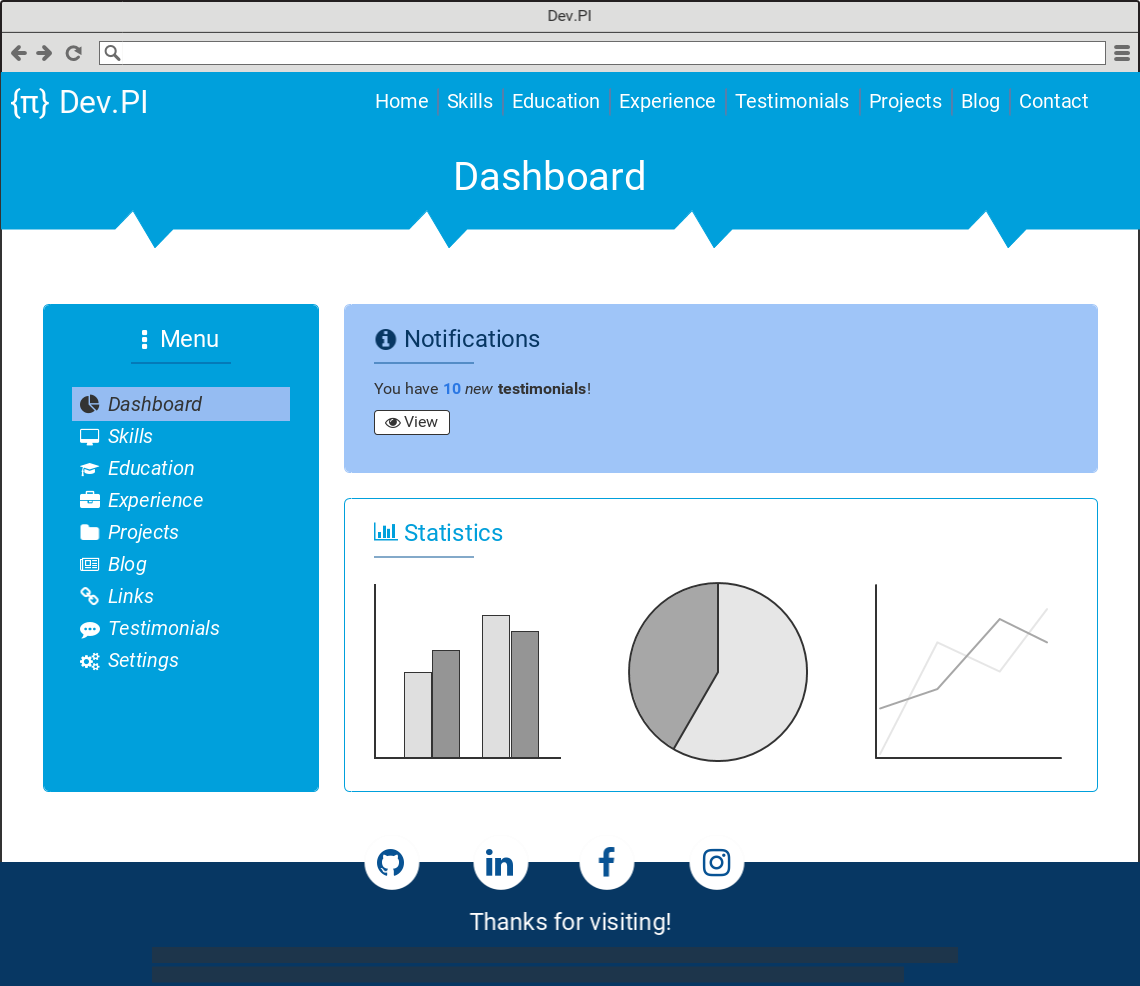 Dev.PI
{π} Dev.PI
Home Skills Education Experience Testimonials Projects Blog Contact
Dashboard
Menu
Dashboard
Skills
Education
Experience
Projects
Blog
Links
Testimonials
Settings
Notifications
You have 10 new testimonials!
View
Statistics
Thanks for visiting!